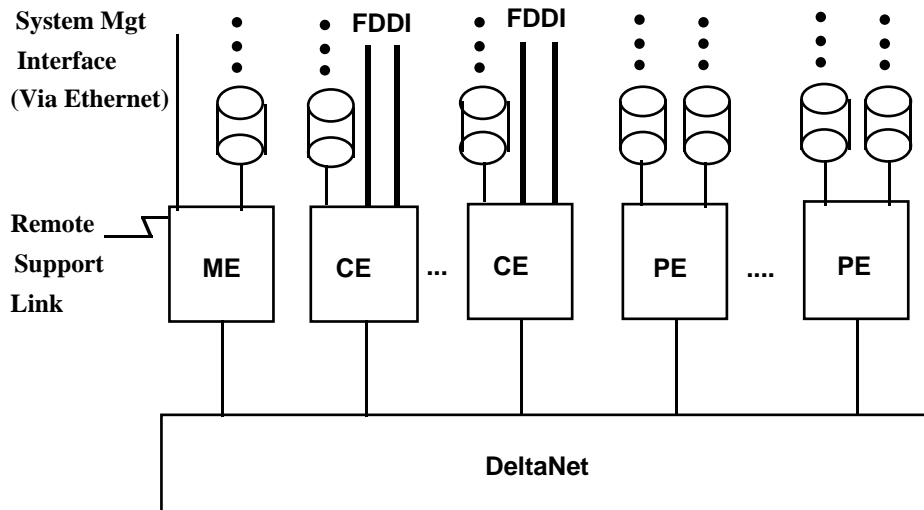 System Mgt
Interface
(Via Ethernet)
FDDI
FDDI
Remote
Support
Link
ME
CE
...
CE
PE
....
PE
DeltaNet